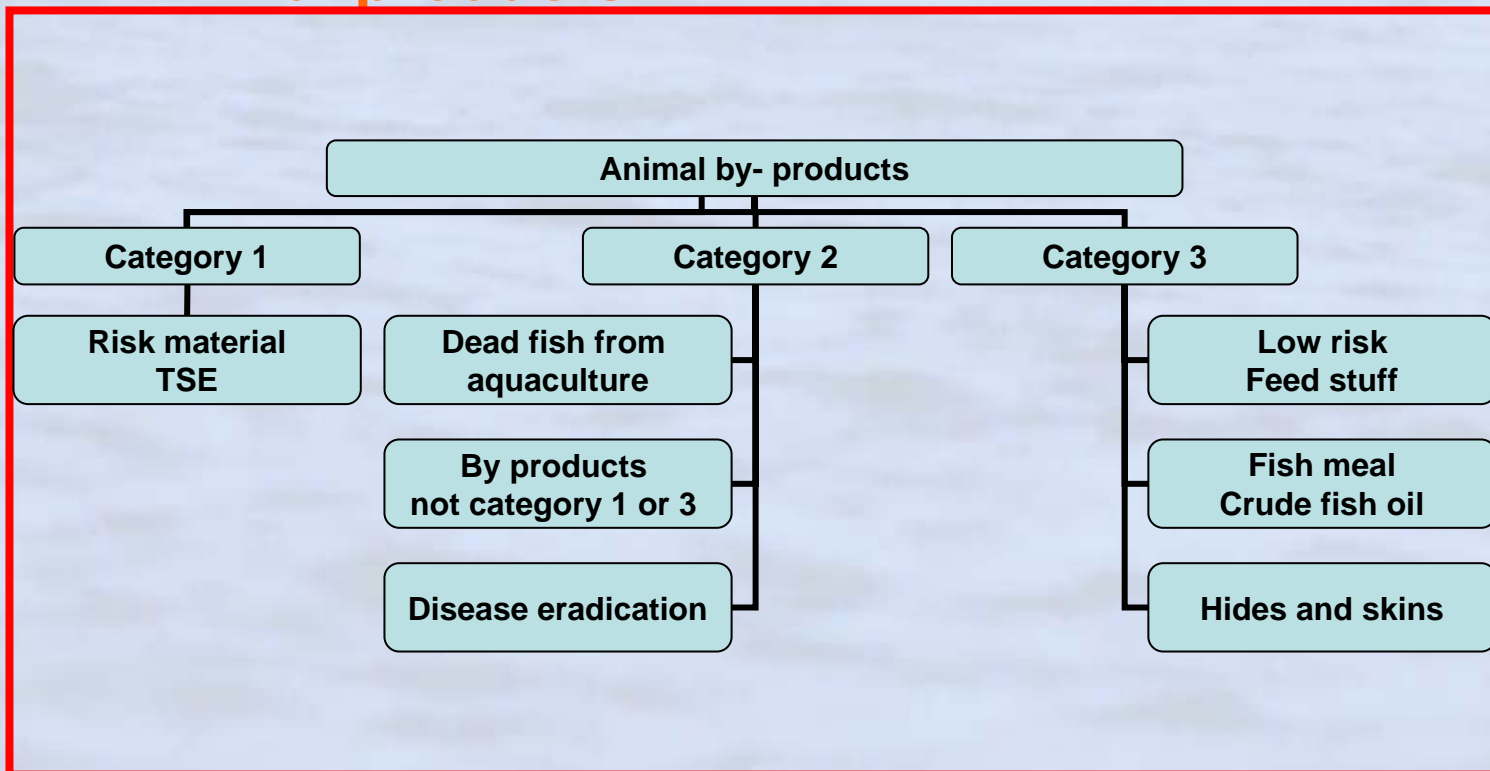 Animal by- products
Category 1
Category 2
Category 3
Risk material
TSE
Dead fish from
aquaculture
By products
not category 1 or 3
Disease eradication
Low risk
Feed stuff
Fish meal
Crude fish oil
Hides and skins